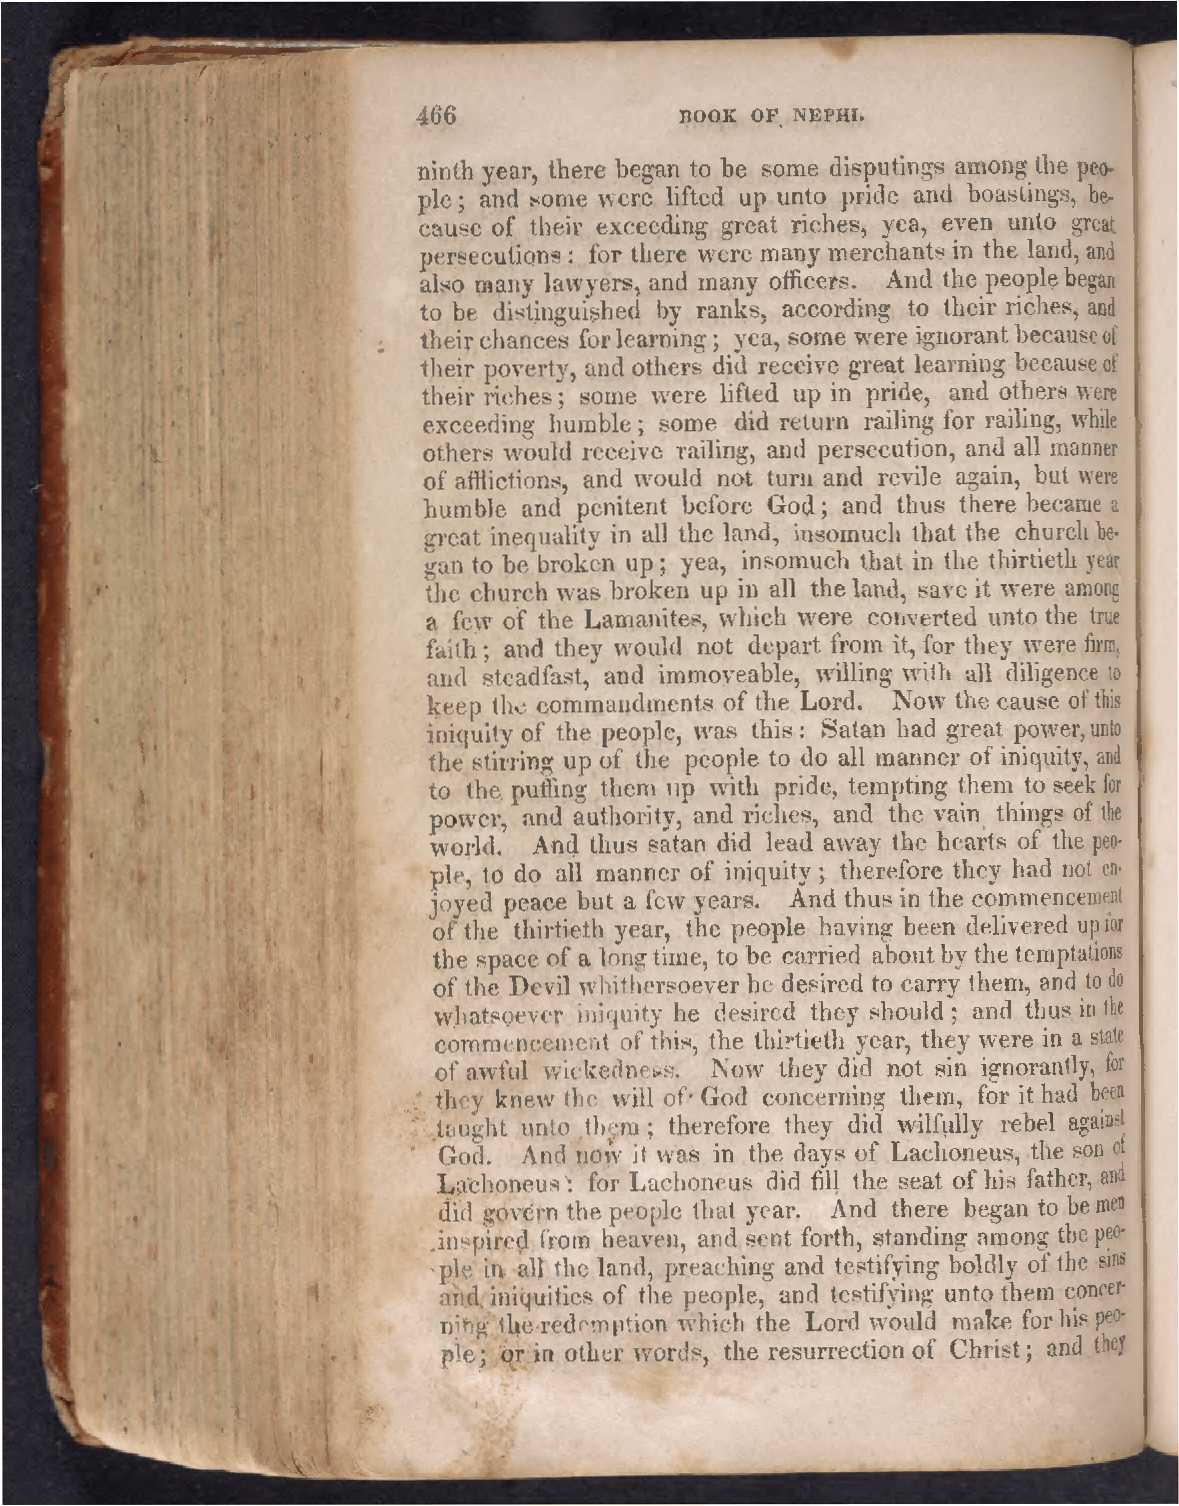 466 BOOK OF NEPHI.
ninth year, there began to be some disputings among the peo-
ple; and some were lifted up unto pride and boastings, be-
cause of their exceeding great riches, yea, even unto great
persecutions: for there were many merchants in the land, and
also many lawyers, and many officers. And the people began
to be distinguished by ranks, according to their riches, and
their chances for learning; yea, some were ignorant because of
their poverty, and others did receive great learning because of
their riches; some were lifted up in pride, and others were
exceeding humble; some did return railing for railing, while
others would receive railing, and persecution, and all manner
of afflictions, and would not turn and revile again, but were
humble and penitent before God; and thus there became a
great inequality in all the land, insomuch that the church be-
gan to be broken up; yea, insomuch that in the thirtieth year
the church was broken up in all the land, save it were among
a few of the Lamanites, which were converted unto the true
faith; and they would not depart from it, for they were firm,
and steadfast, and immoveable, willing with all diligence to
keep the commandments of the Lord. Now the cause of this
iniquity of the people, was this: Satan had great power, unto
the stirring up of the people to do all manner of iniquity, and
to the puffing them up with pride, tempting them to seek for
power, and authority, and riches, and the vain things of the
world. And thus satan did lead away the hearts of the peo-
ple, to do all manner of iniquity; therefore they had not en-
joyed peace but a few years. And thus in the commencement
of the thirtieth year, the people having been delivered up for
the space of a long time, to be carried about by the temptations
of the Devil whithersoever he desired to carry them, and to do
whatsoever iniquity he desired they should; and thus in the
commencement of this, the thirtieth year, they were in a state
of awful wickedness. Now they did not sin ignorantly, for
they knew the will of God concerning them, for it had been
taught unto them; therefore they did wilfully rebel against
God. And now it was in the days of Lachoneus, the son of
Lachoneus: for Lachoneus did fill the seat of his father, and
did govern the people that year. And there began to be men
inspired from heaven, and sent forth, standing among the peo-
ple in all the land, preaching and testifying boldly of the sins
and iniquities of the people, and testifying unto them concer-
ning the redemption which the Lord would make for his peo-
ple; or in other words, the resurrection of Christ; and they